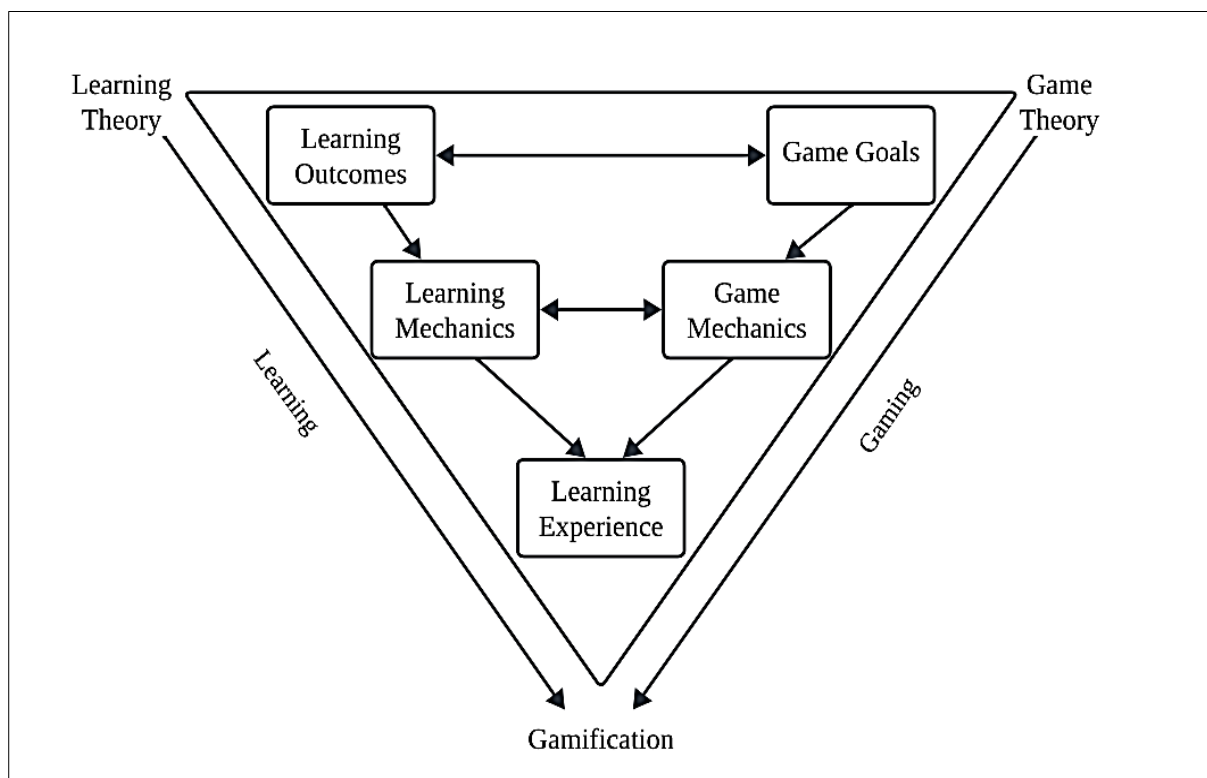 Learning
Theory
Game
Theory
Learning
Outcomes
Game Goals
Learning
Mechanics
Game
Mechanics
Learning
Gaming
Learning
Experience
Gamification